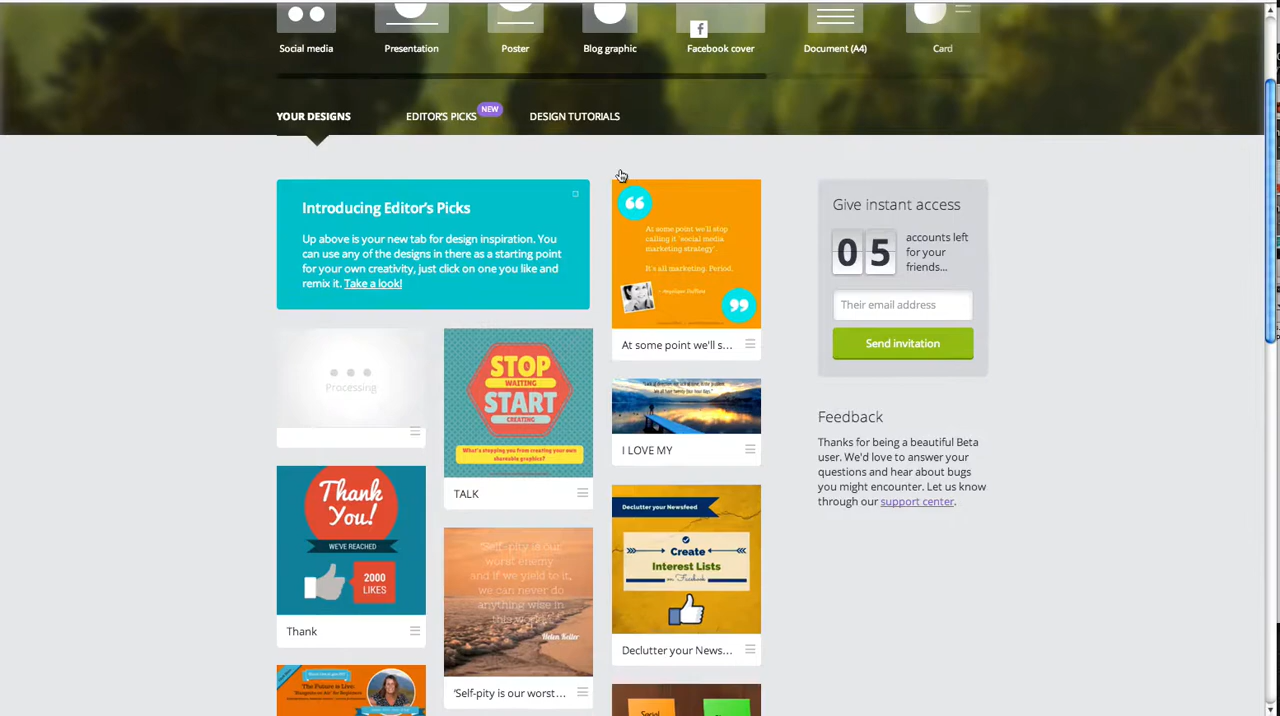 Social media
Presentation
Poster
Blog graphic
Facebook cover
Document (A4)
Card
YOUR DESIGNS
EDITOR'S PICKS
NEW
DESIGN TUTORIALS
Introducing Editor's Picks
Up above is your new tab for design inspiration. You
can use any of the designs in there as a starting point
for your own creativity, just click on one you like and
remix it. Take a look!
Processing
Thank
You!
WE'VE REACHED
2000
LIKES
Thank
The Future is Live:
STOP
WAITING
START
CREATING
What's stopping you from creating your own
shareable graphics?
TALK
'Self-pity is our
worst enemy
and if we yield to it,
we can never do
anything wise in
this world.'
Helen Keller
'Self-pity is our worst...
At some point we'll stop
calling it 'social media
marketing strategy'.
It's all marketing. Period.
At some point we'll s...
I LOVE MY
Declutter your Newsfeed
Create
Interest Lists
on Facebook
Declutter your News...
Social
Give instant access
05
accounts left
for your
friends...
Their email address
Send invitation
Feedback
Thanks for being a beautiful Beta
user. We'd love to answer your
questions and hear about bugs
you might encounter. Let us know
through our support center.